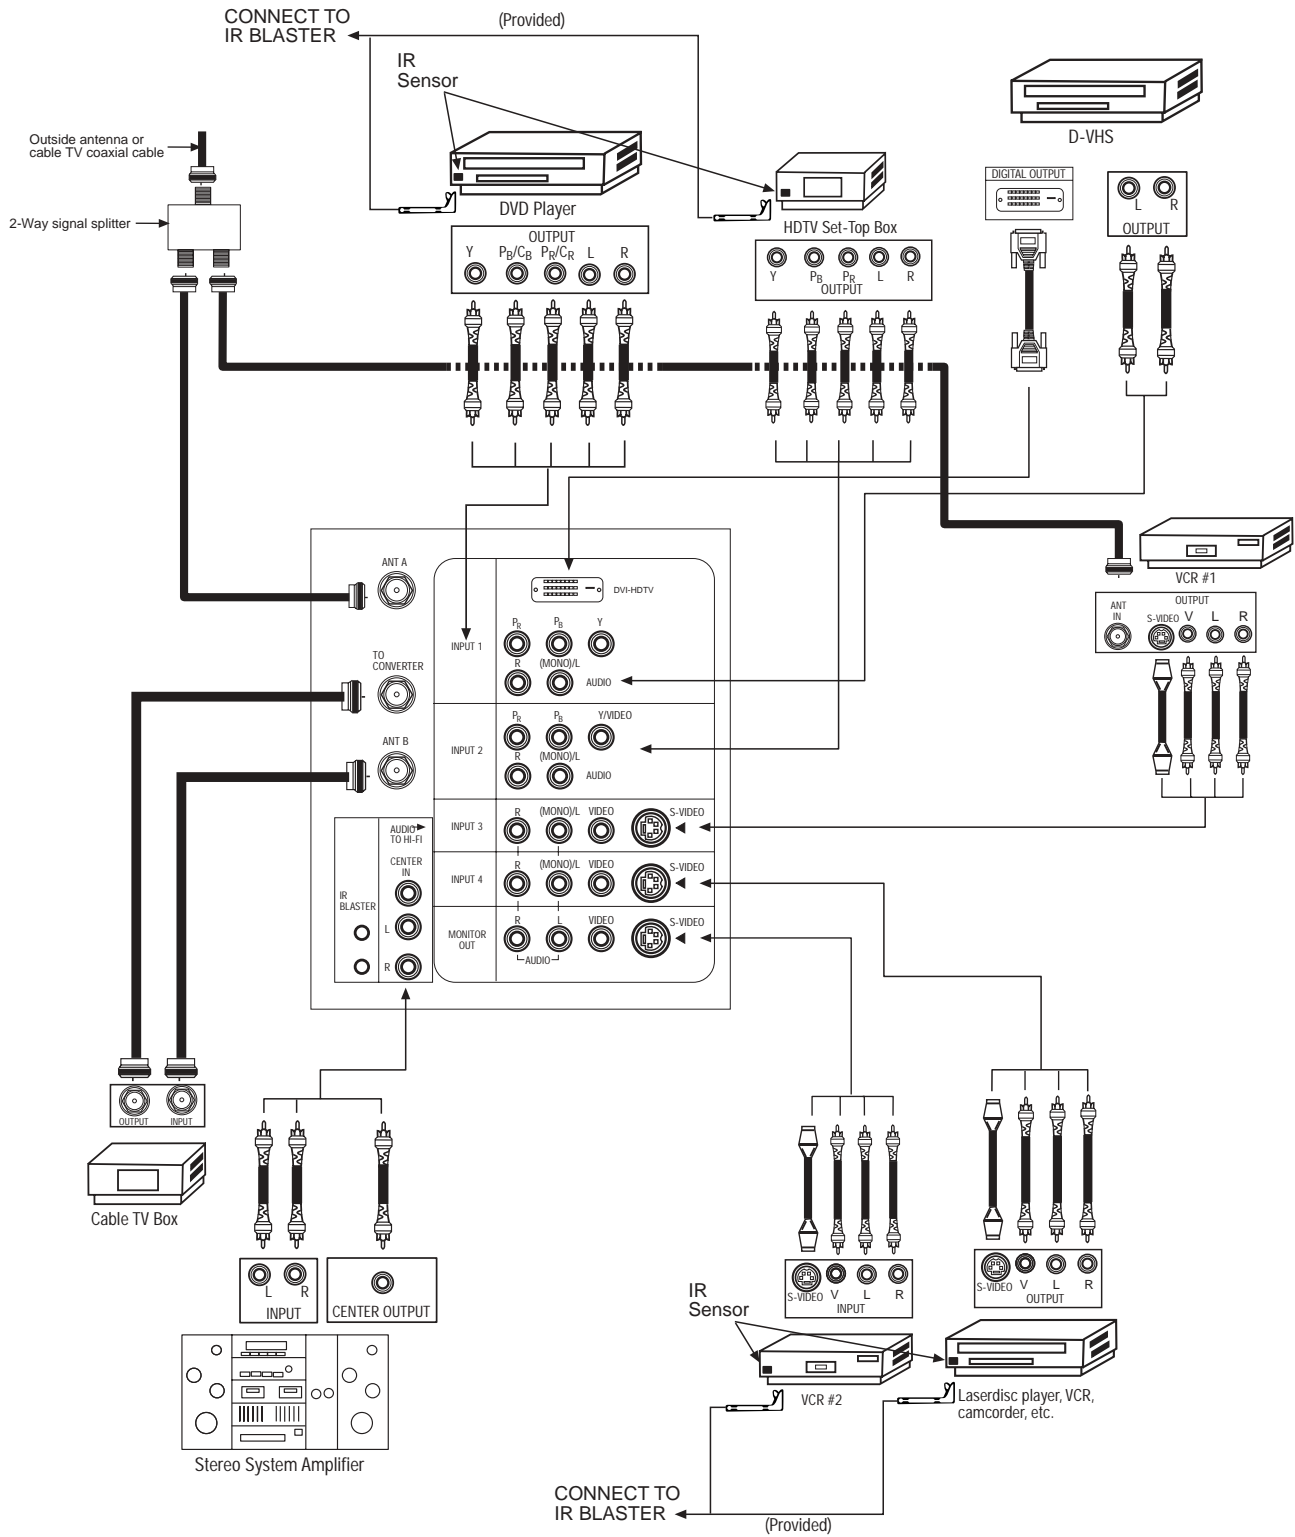 CONNECT TO
IR BLASTER
(Provided)
IR
Sensor
Outside antenna or
cable TV coaxial cable
2-Way signal splitter
DVD Player
OUTPUT
Y PB/CB PR/CR L R
HDTV Set-Top Box
Y PB PR L R
OUTPUT
D-VHS
DIGITAL OUTPUT
L R
OUTPUT
VCR #1
ANT
IN
OUTPUT
S-VIDEO V L R
ANT A
TO
CONVERTER
ANT B
DVI-HDTV
INPUT 1
PR PB Y
R (MONO)/L
AUDIO
INPUT 2
PR PB Y/VIDEO
R (MONO)/L
AUDIO
INPUT 3
R (MONO)/L VIDEO S-VIDEO
INPUT 4
R (MONO)/L VIDEO S-VIDEO
MONITOR
OUT
R L VIDEO S-VIDEO
AUDIO
AUDIO
TO HI-FI
CENTER
IN
L
R
IR
BLASTER
OUTPUT INPUT
Cable TV Box
L R
INPUT
CENTER OUTPUT
Stereo System Amplifier
S-VIDEO V L R
INPUT
S-VIDEO V L R
OUTPUT
IR
Sensor
VCR #2
Laserdisc player, VCR,
camcorder, etc.
CONNECT TO
IR BLASTER
(Provided)